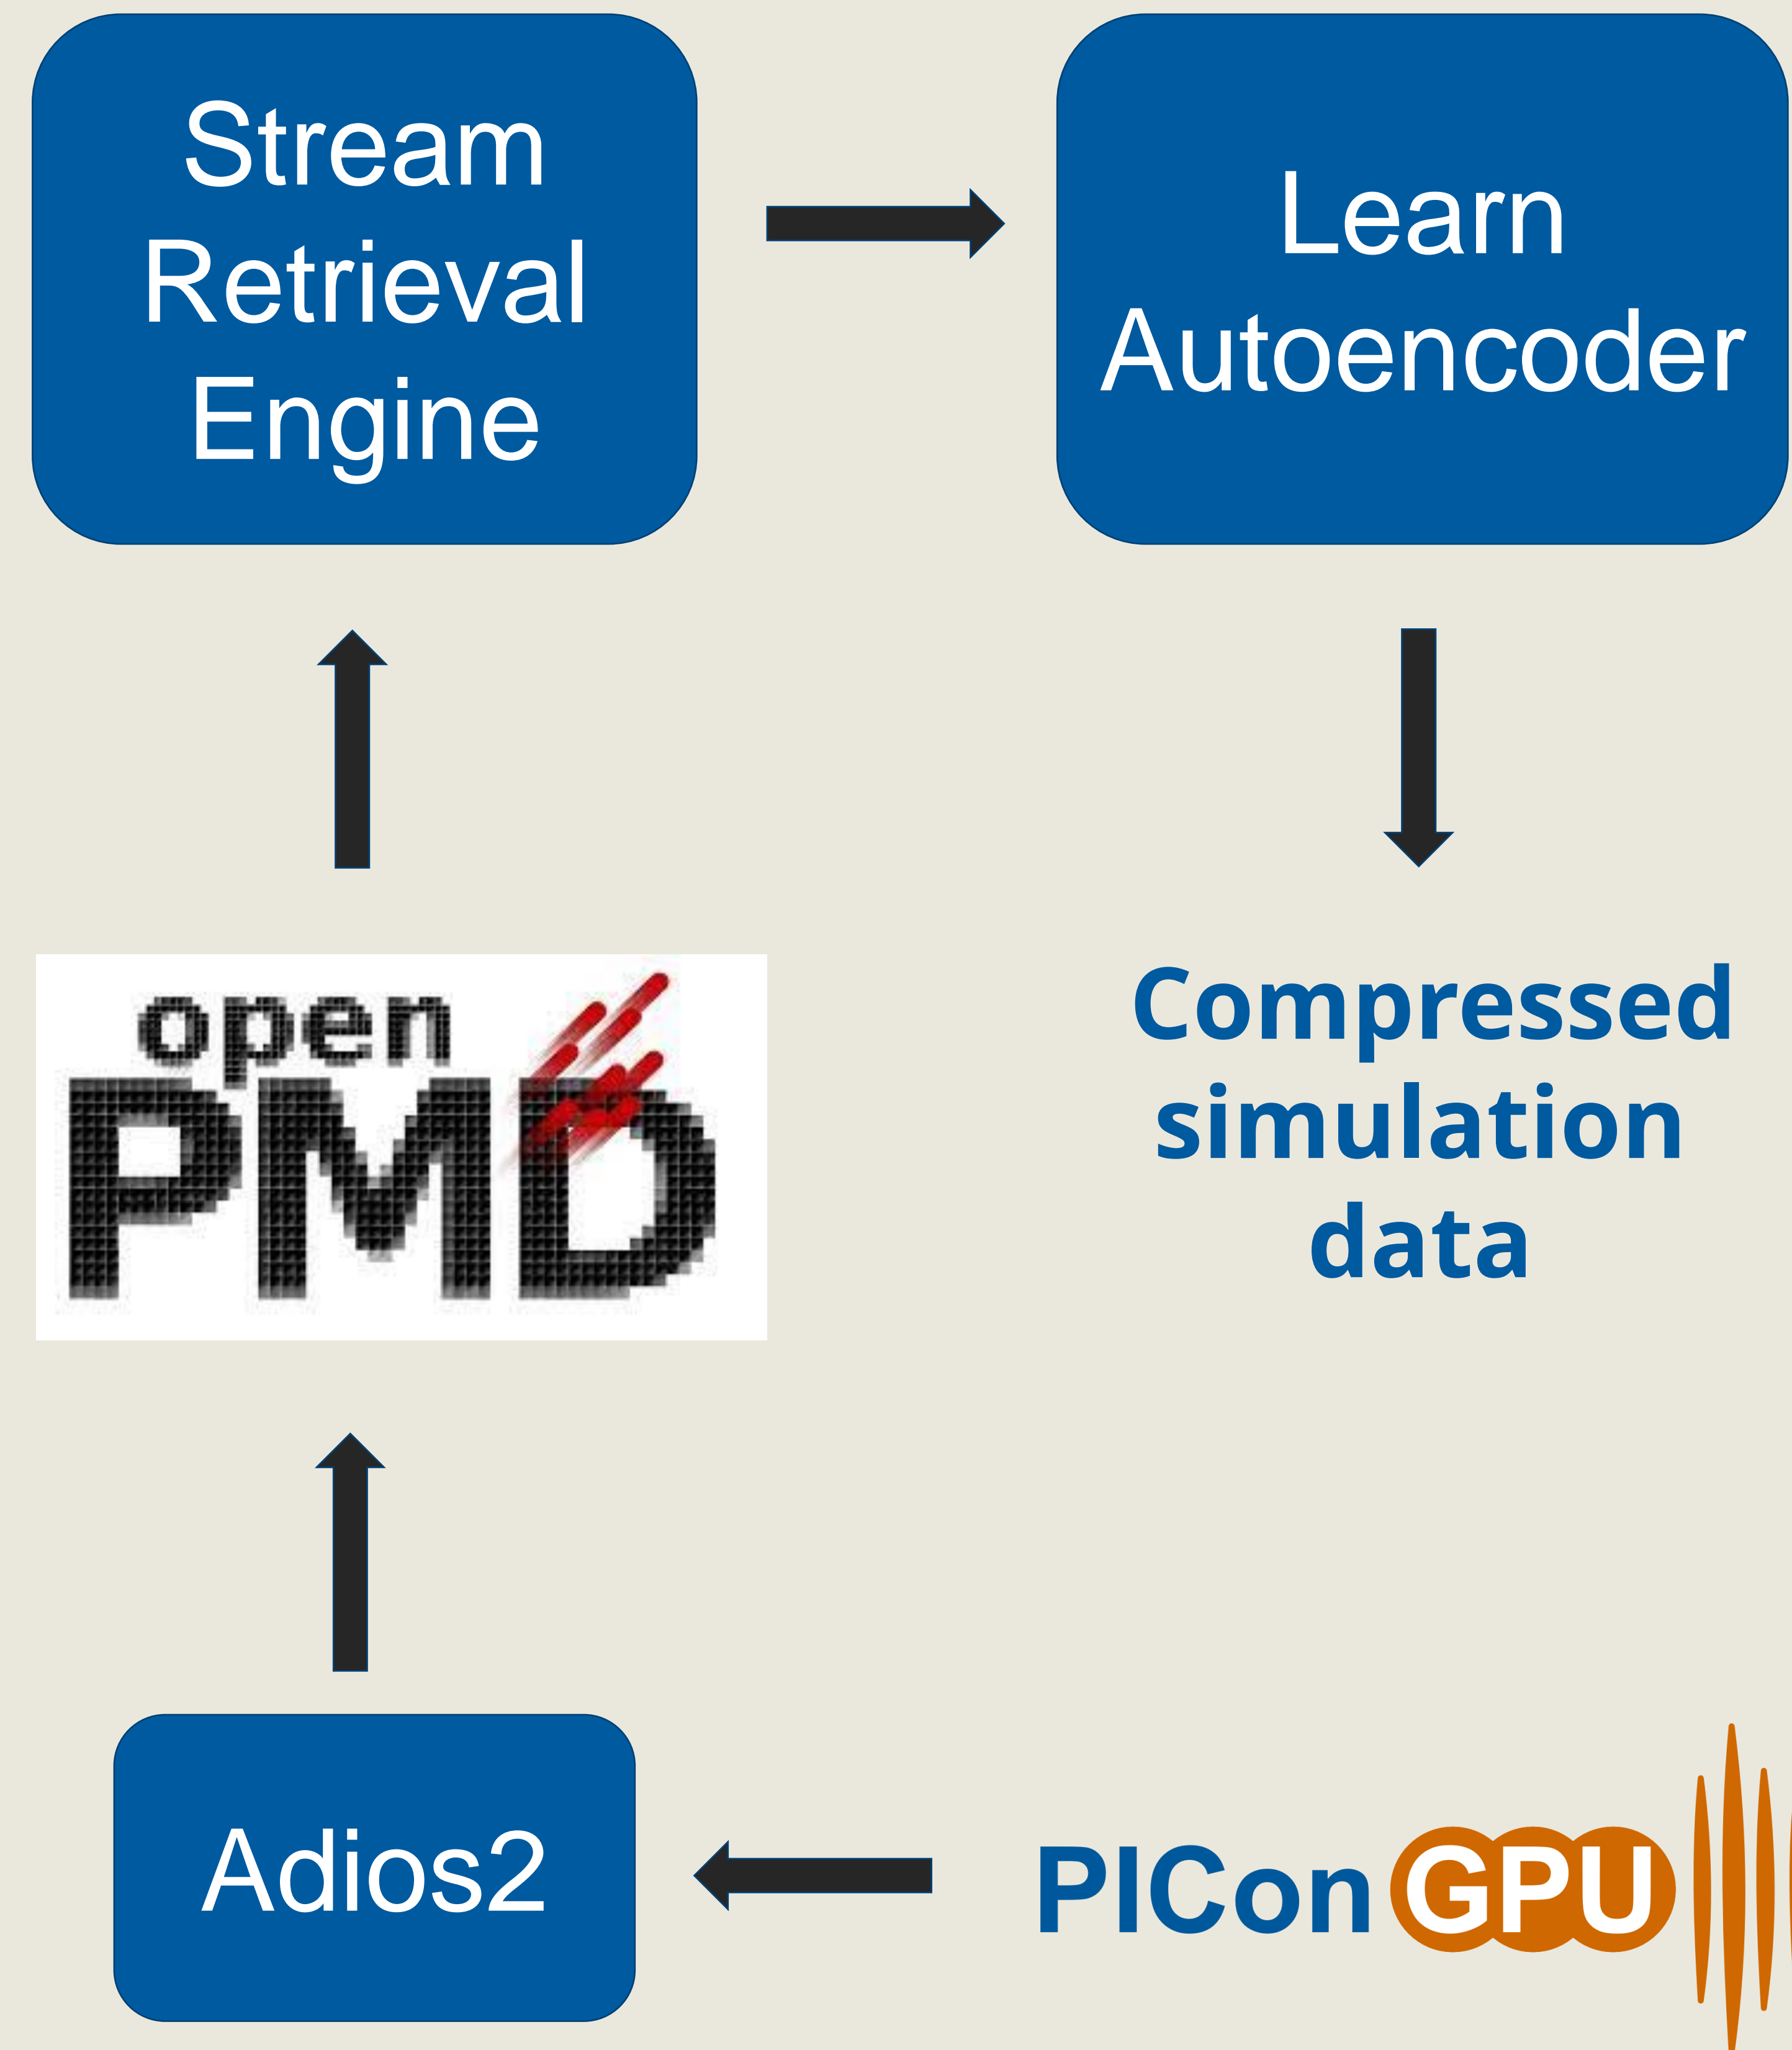 Stream
Retrieval
Engine
Learn
Autoencoder
open
PMD
Compressed
simulation
data
Adios2
PIConGPU